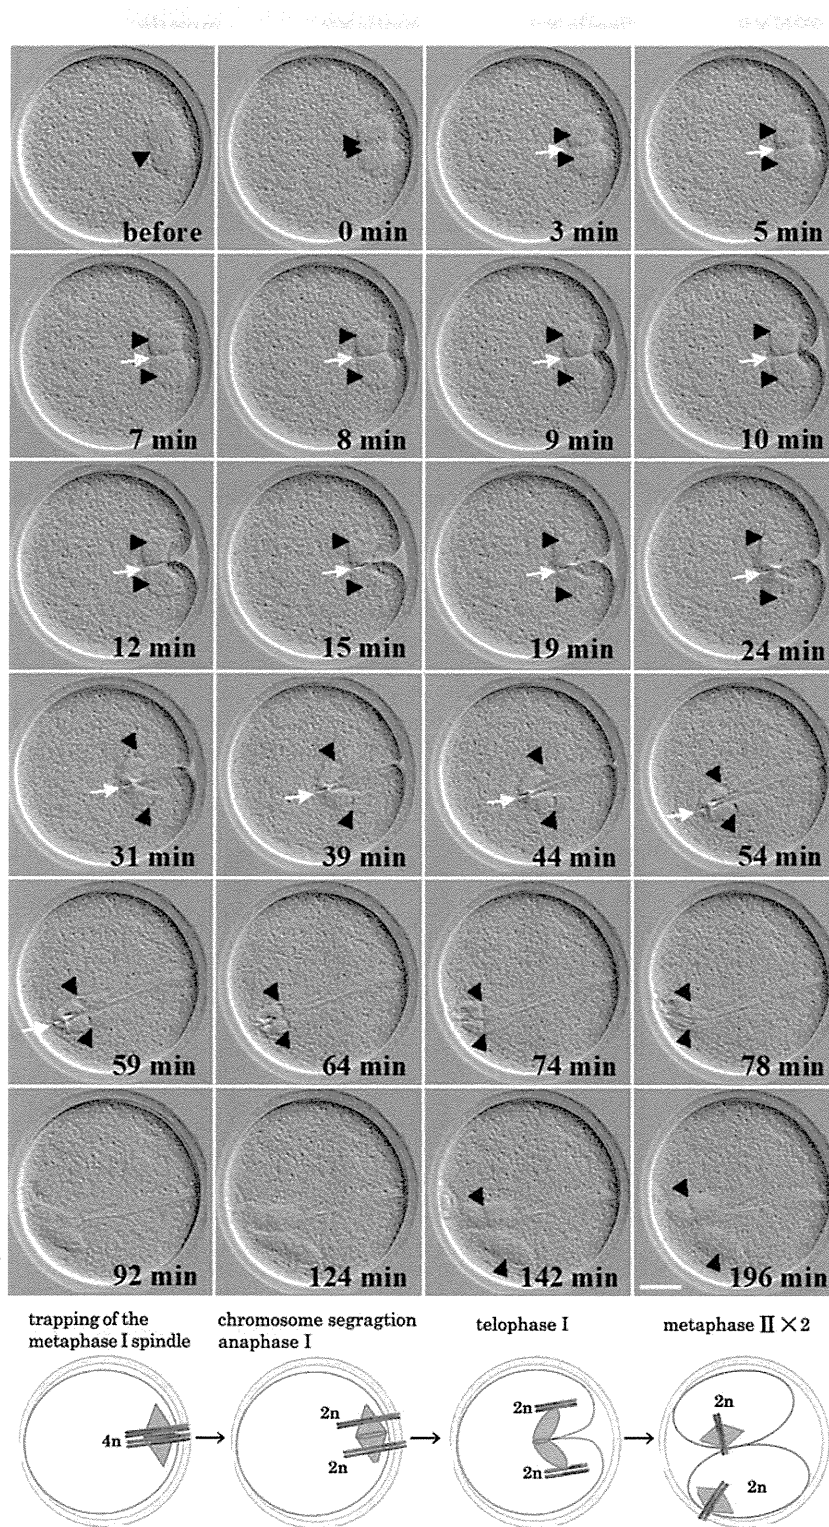 before 0 min 3 min 5 min
7 min 8 min 9 min 10 min
12 min 15 min 19 min 24 min
31 min 39 min 44 min 54 min
59 min 64 min 74 min 78 min
92 min 124 min 142 min 196 min
trapping of the
metaphase I spindle
chromosome segragtion
anaphase I
telophase I
metaphase II × 2
4n
2n
2n
2n
2n
2n
2n